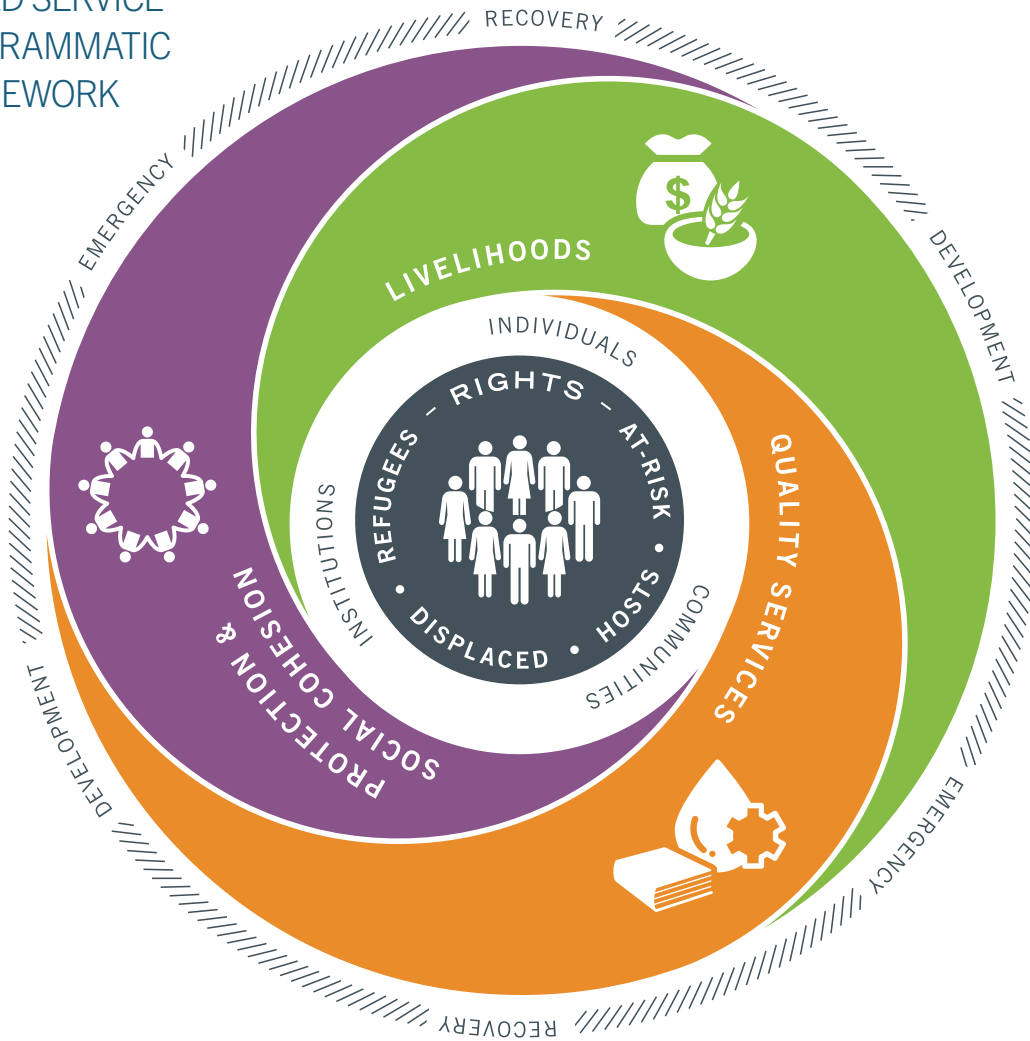 D SERVICE
RAMMATIC
EWORK
RECOVERY
DEVELOPMENT
EMERGENCY
RECOVERY
DEVELOPMENT
EMERGENCY
LIVELIHOODS
$
QUALITY SERVICES
PROTECTION &
SOCIAL COHESION
INDIVIDUALS
COMMUNITIES
INSTITUTIONS
REFUGEES – RIGHTS – AT-RISK • HOSTS • DISPLACED •